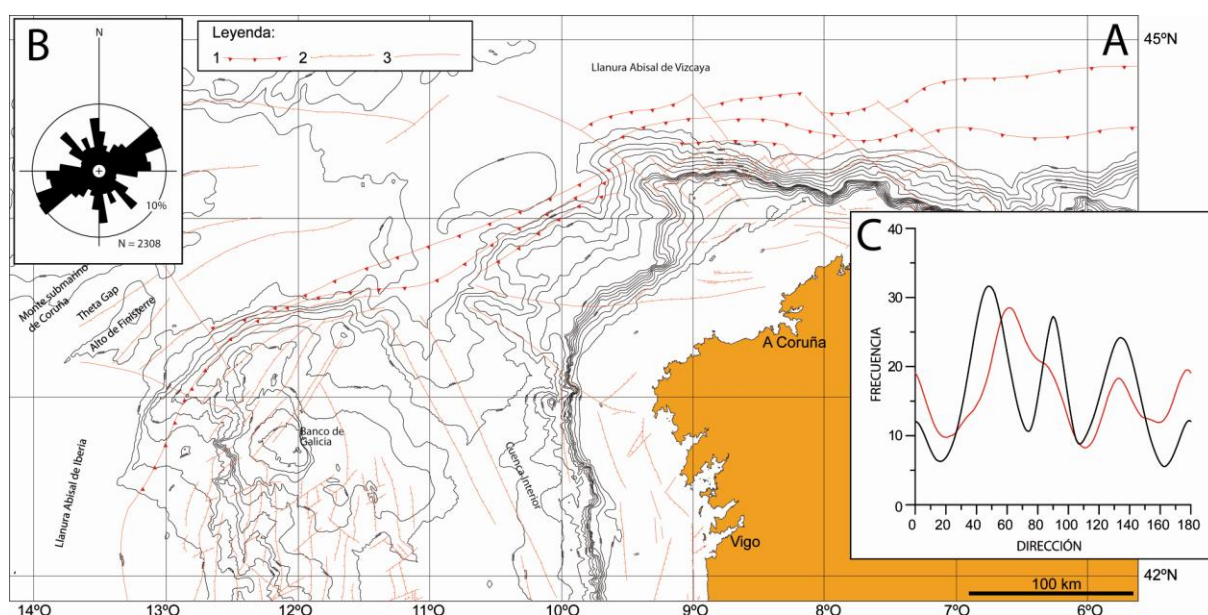 B
N
10%
N = 2308
Leyenda:
1
2
3
A
45ºN
Llanura Abisal de Vizcaya
Monte submarino
de Coruña
Theta Gap
Alto de Finisterre
Banco de
Galicia
Cuenca Interior
Llanura Abisal de Iberia
A Coruña
Vigo
C
FRECUENCIA
40
30
20
10
0
0 20 40 60 80 100 120 140 160 180
DIRECCIÓN
42ºN
100 km
14ºO 13ºO 12ºO 11ºO 10ºO 9ºO 8ºO 7ºO 6ºO